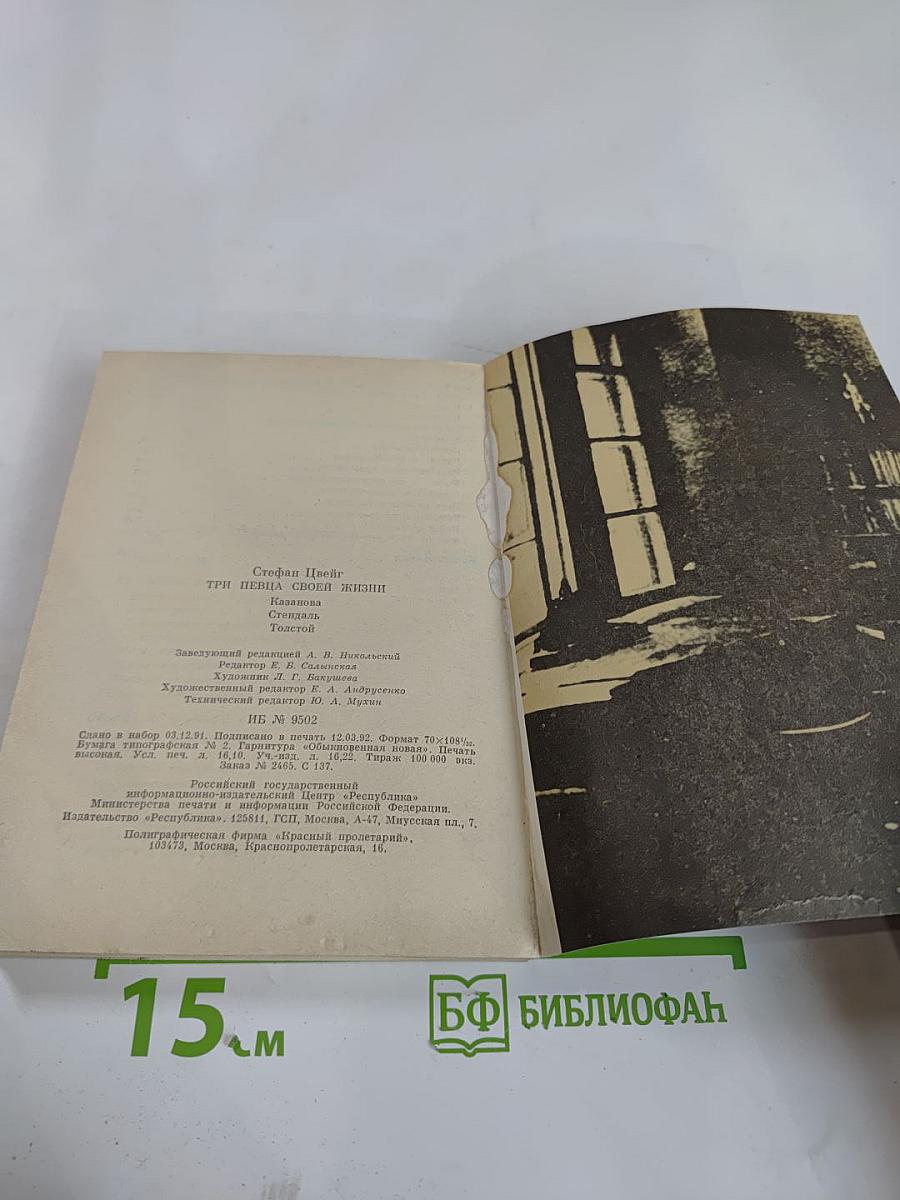 Стефан Цвейг
ТРИ ПЕВЦА СВОЕЙ ЖИЗНИ
Казанова
Стендаль
Толстой
Заведующий редакцией А. В. Никольский
Редактор Е. В. Салынская
Художник Л. Г. Бакушева
Художественный редактор Е. А. Андрусенко
Технический редактор Ю. А. Мухин
ИБ № 9502
Сдано в набор 03.12.91. Подписано в печать 12.03.92. Формат 70×108¹/₃₂.
Бумага типографская № 2. Гарнитура «Обыкновенная новая». Печать
высокая. Усл. печ. л. 16,10. Уч.-изд. л. 16,22. Тираж 100 000 экз.
Заказ № 2465. С 137.
Российский государственный
информационно-издательский Центр «Республика»
Министерства печати и информации Российской Федерации.
Издательство «Республика». 125811, ГСП, Москва, А-47, Миусская пл., 7.
Полиграфическая фирма «Красный пролетарий».
103473, Москва, Краснопролетарская, 16.
15 см
БФ БИБЛИОФАН